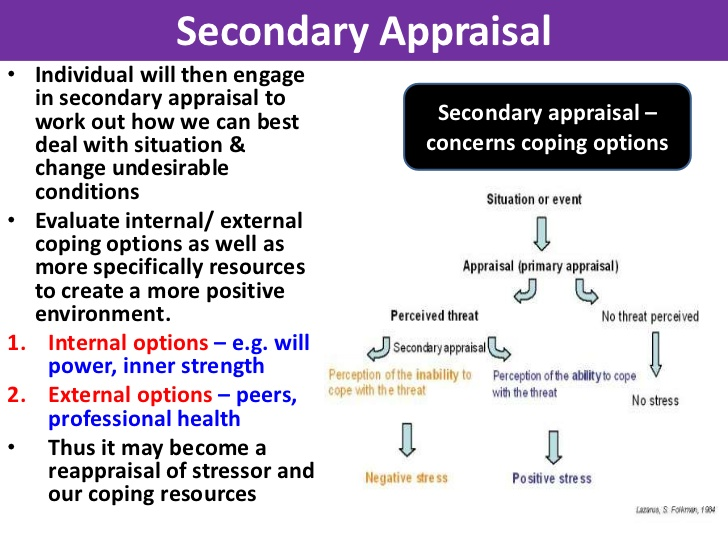 Secondary Appraisal
• Individual will then engage
in secondary appraisal to
work out how we can best
deal with situation &
change undesirable
conditions
• Evaluate internal/ external
coping options as well as
more specifically resources
to create a more positive
environment.
1. Internal options – e.g. will
power, inner strength
2. External options – peers,
professional health
• Thus it may become a
reappraisal of stressor and
our coping resources
Secondary appraisal –
concerns coping options
Situation or event
Appraisal (primary appraisal)
Perceived threat
No threat perceived
Secondary appraisal
Perception of the inability to
cope with the threat
Perception of the ability to cope
with the threat
No stress
Negative stress
Positive stress
Lazarus, S. Folkman, 1984